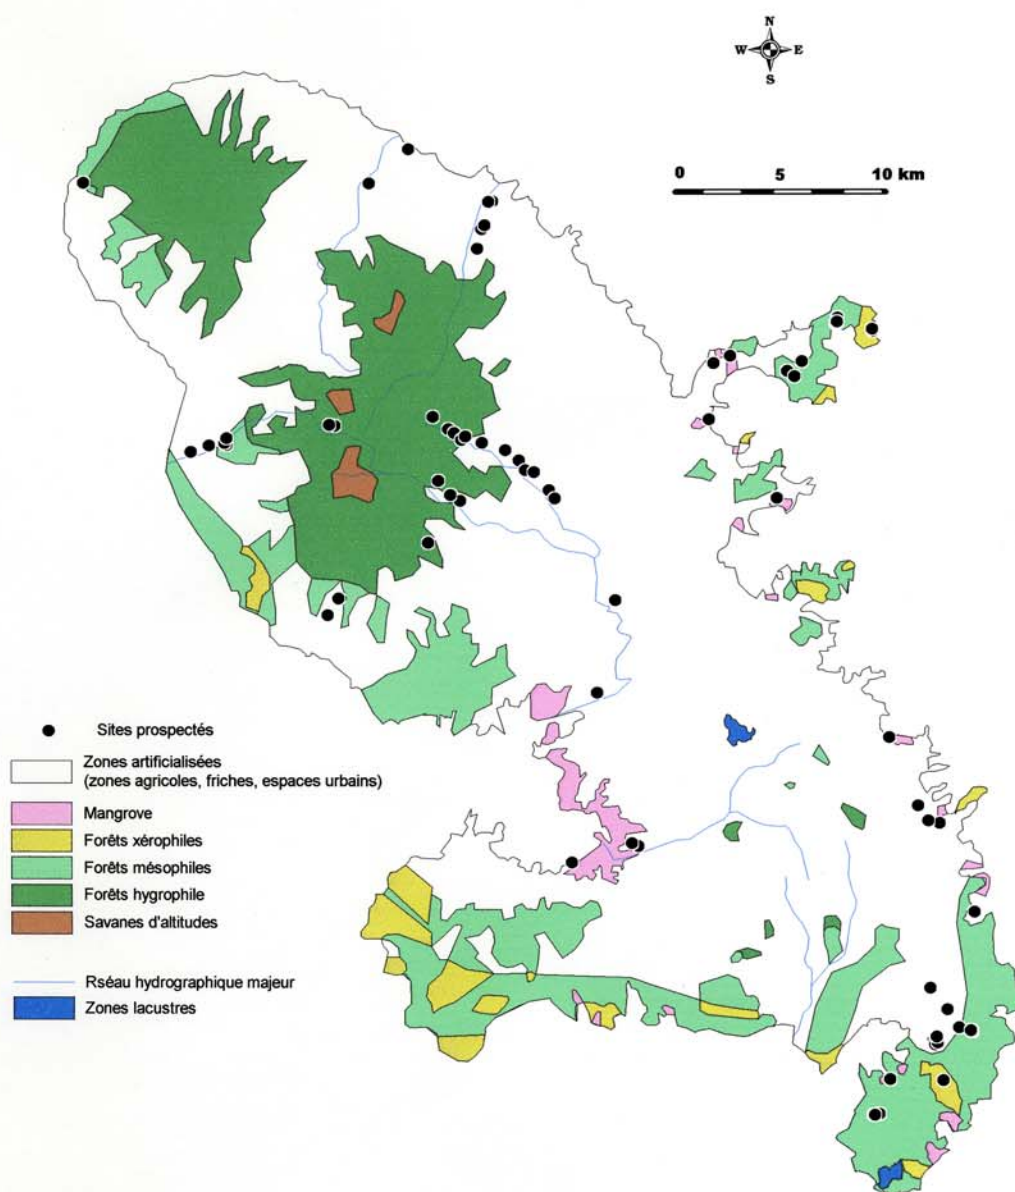 N
W E
S
0 5 10 km
Sites prospectés
Zones artificialisées
(zones agricoles, friches, espaces urbains)
Mangrove
Forêts xérophiles
Forêts mésophiles
Forêts hygrophile
Savanes d'altitudes
Rséau hydrographique majeur
Zones lacustres